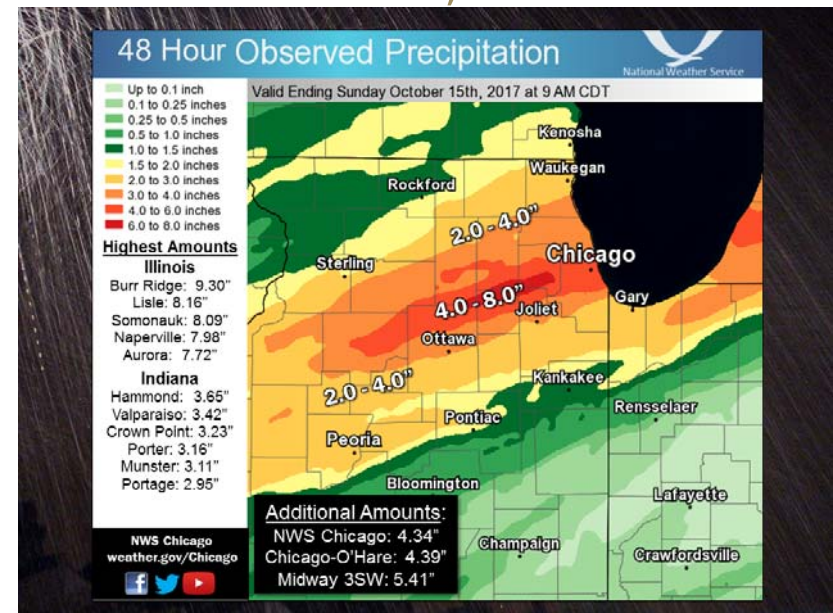 48 Hour Observed Precipitation
National Weather Service
Valid Ending Sunday October 15th, 2017 at 9 AM CDT
Up to 0.1 inch
0.1 to 0.25 inches
0.25 to 0.5 inches
0.5 to 1.0 inches
1.0 to 1.5 inches
1.5 to 2.0 inches
2.0 to 3.0 inches
3.0 to 4.0 inches
4.0 to 6.0 inches
6.0 to 8.0 inches
Highest Amounts
Illinois
Burr Ridge: 9.30"
Lisle: 8.16"
Somonauk: 8.09"
Naperville: 7.98"
Aurora: 7.72"
Indiana
Hammond: 3.65"
Valparaiso: 3.42"
Crown Point: 3.23"
Porter: 3.16"
Munster: 3.11"
Portage: 2.95"
NWS Chicago
weather.gov/Chicago
Kenosha
Waukegan
Rockford
2.0 - 4.0"
Chicago
Sterling
4.0 - 8.0"
Gary
Joliet
Ottawa
2.0 - 4.0"
Kankakee
Rensselaer
Pontiac
Peoria
Bloomington
Lafayette
Champaign
Crawfordsville
Additional Amounts:
NWS Chicago: 4.34"
Chicago-O'Hare: 4.39"
Midway 3SW: 5.41"